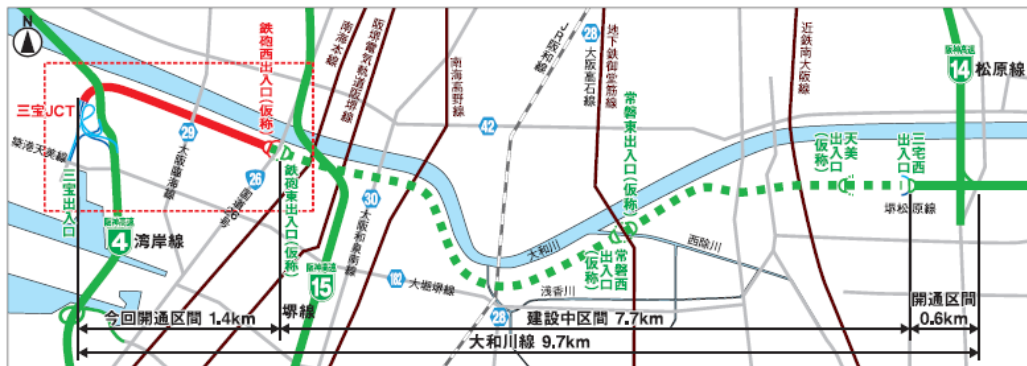 N
三宝JCT
築港天美線
三宝出入口
阪神高速
4
湾岸線
29
大阪臨海線
26
国道26号
鉄砲西出入口(仮称)
鉄砲東出入口(仮称)
阪神高速
15
堺線
南海本線
阪堺電気軌道阪堺線
30
大阪和泉南線
南海高野線
42
182
大堀堺線
JR阪和線
28
大阪高石線
28
地下鉄御堂筋線
常磐東出入口(仮称)
常磐西出入口(仮称)
大和川
西除川
浅香川
近鉄南大阪線
天美出入口(仮称)
三宅西出入口
堺松原線
阪神高速
14
松原線
今回開通区間 1.4km
建設中区間 7.7km
開通区間
0.6km
大和川線 9.7km